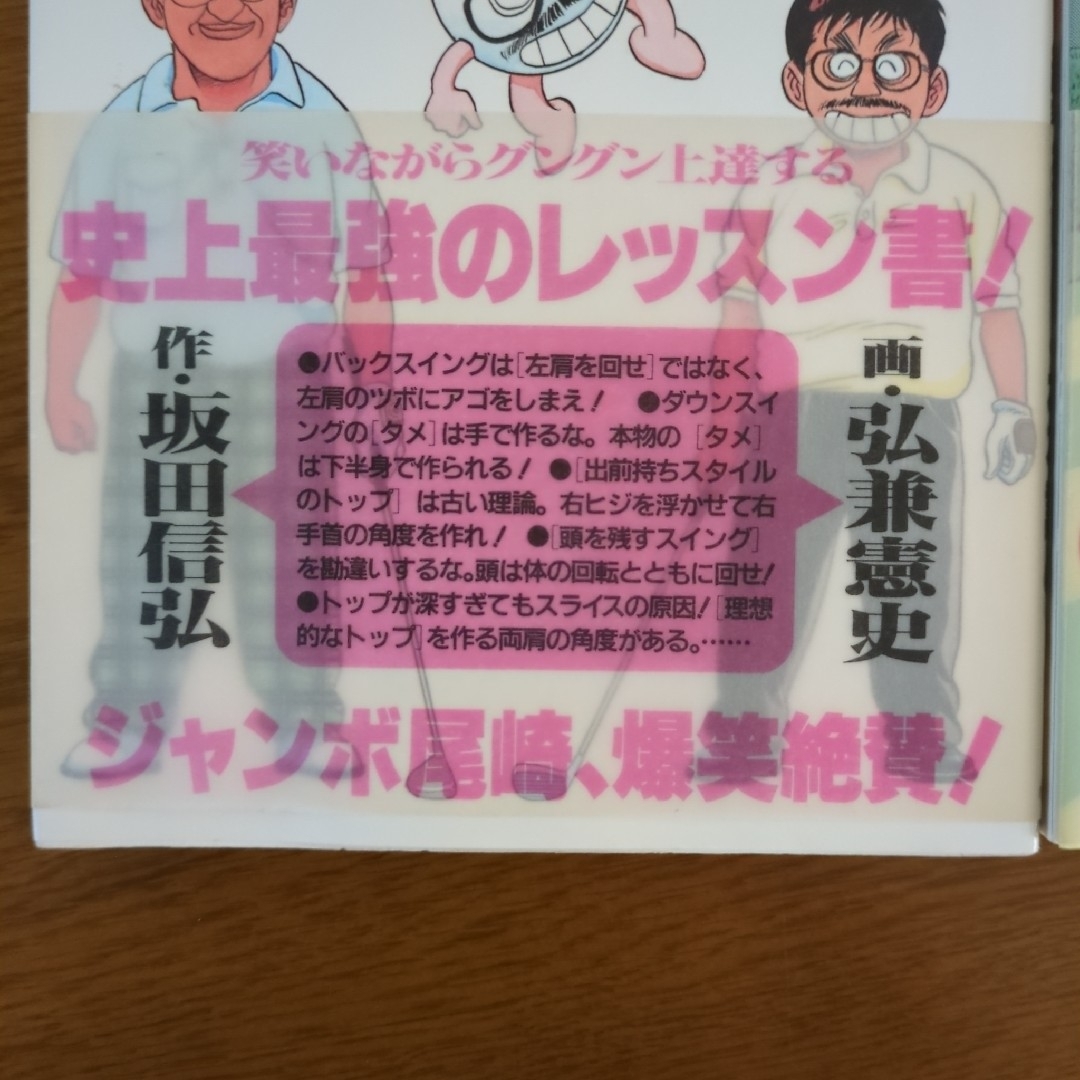 笑いながらグングン上達する
史上最強のレッスン書!
作・坂田信弘
●バックスイングは[左肩を回せ]ではなく、
左肩のツボにアゴをしまえ! ●ダウンスイ
ングの[タメ]は手で作るな。本物の[タメ]
は下半身で作られる! ●[出前持ちスタイル
のトップ]は古い理論。右ヒジを浮かせて右
手首の角度を作れ! ●[頭を残すスイング]
を勘違いするな。頭は体の回転とともに回せ!
●トップが深すぎてもスライスの原因![理想
的なトップ]を作る両肩の角度がある。……
画・弘兼憲史
ジャンボ尾崎、爆笑絶賛!